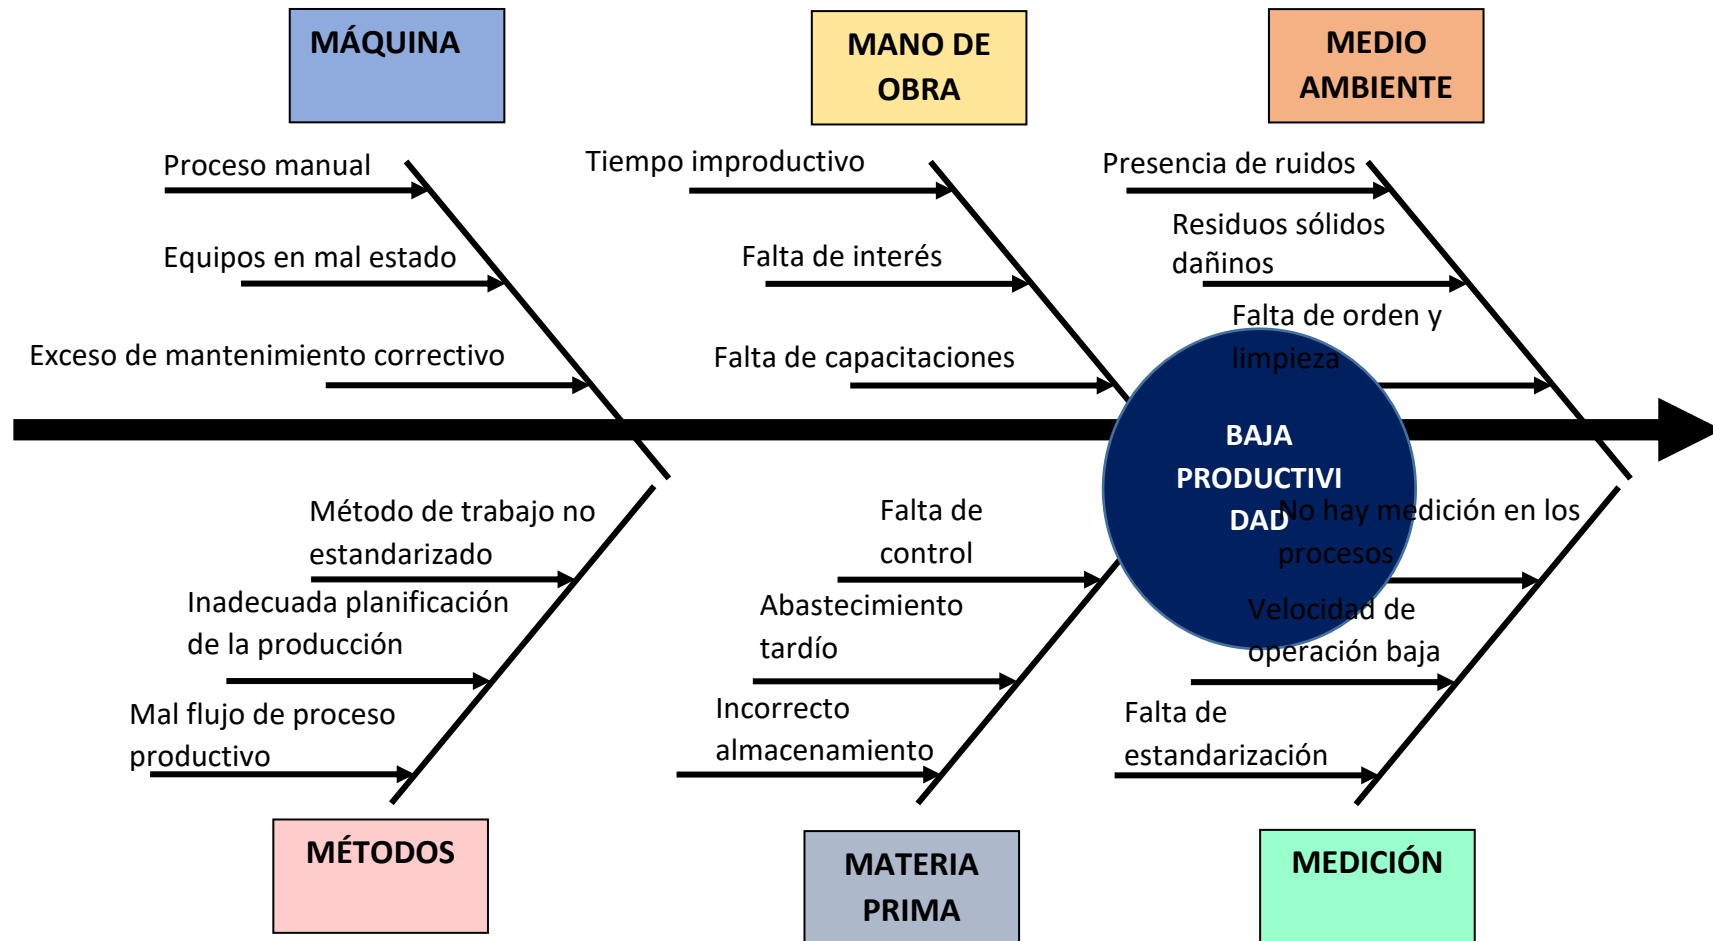 MÁQUINA
MANO DE
OBRA
MEDIO
AMBIENTE
Proceso manual
Equipos en mal estado
Exceso de mantenimiento correctivo
Tiempo improductivo
Falta de interés
Falta de capacitaciones
Presencia de ruidos
Residuos sólidos
dañinos
Falta de orden y
limpieza
BAJA
PRODUCTIVI
DAD
Método de trabajo no
estandarizado
Inadecuada planificación
de la producción
Mal flujo de proceso
productivo
Falta de
control
Abastecimiento
tardío
Incorrecto
almacenamiento
No hay medición en los
procesos
Velocidad de
operación baja
Falta de
estandarización
MÉTODOS
MATERIA
PRIMA
MEDICIÓN